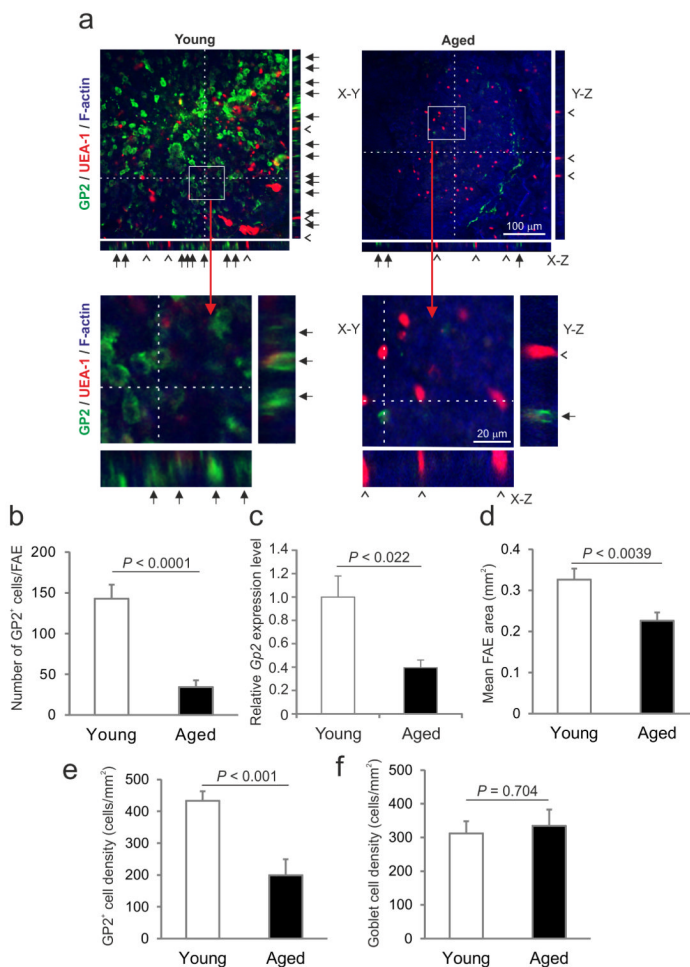 a
Young
Aged
GP2 / UEA-1 / F-actin
X-Y
Y-Z
100 µm
X-Z
GP2 / UEA-1 / F-actin
X-Y
Y-Z
20 µm
X-Z
b
Number of GP2⁺ cells/FAE
200
150
100
50
0
P < 0.0001
Young Aged
c
Relative Gp2 expression level
1.4
1.2
1.0
0.8
0.6
0.4
0.2
0
P < 0.022
Young Aged
d
Mean FAE area (mm²)
0.4
0.3
0.2
0.1
0
P < 0.0039
Young Aged
e
GP2⁺ cell density (cells/mm²)
500
400
300
200
100
0
P < 0.001
Young Aged
f
Goblet cell density (cells/mm²)
500
400
300
200
100
0
P = 0.704
Young Aged